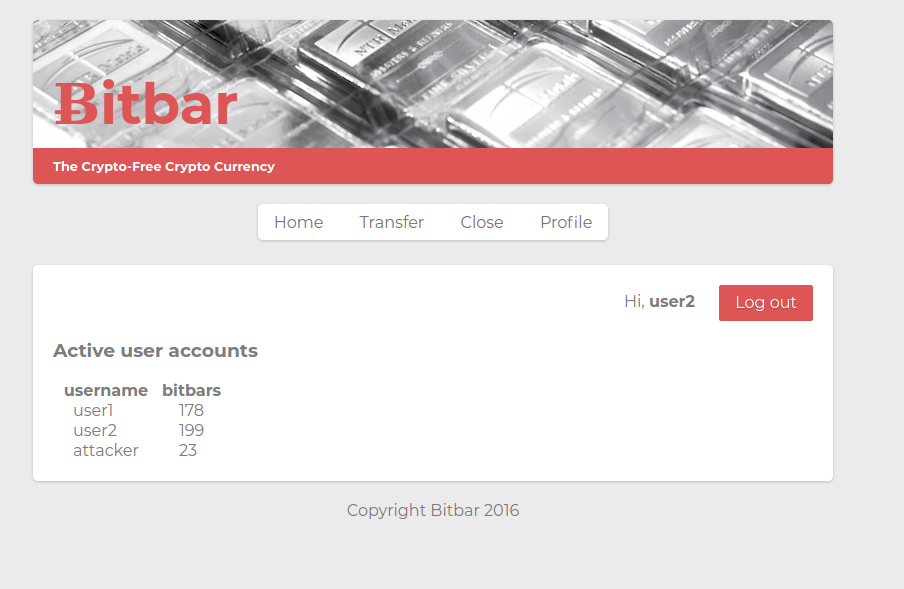 Ƀitbar
The Crypto-Free Crypto Currency
Home Transfer Close Profile
Hi, user2 Log out
Active user accounts
username bitbars
user1 178
user2 199
attacker 23
Copyright Bitbar 2016